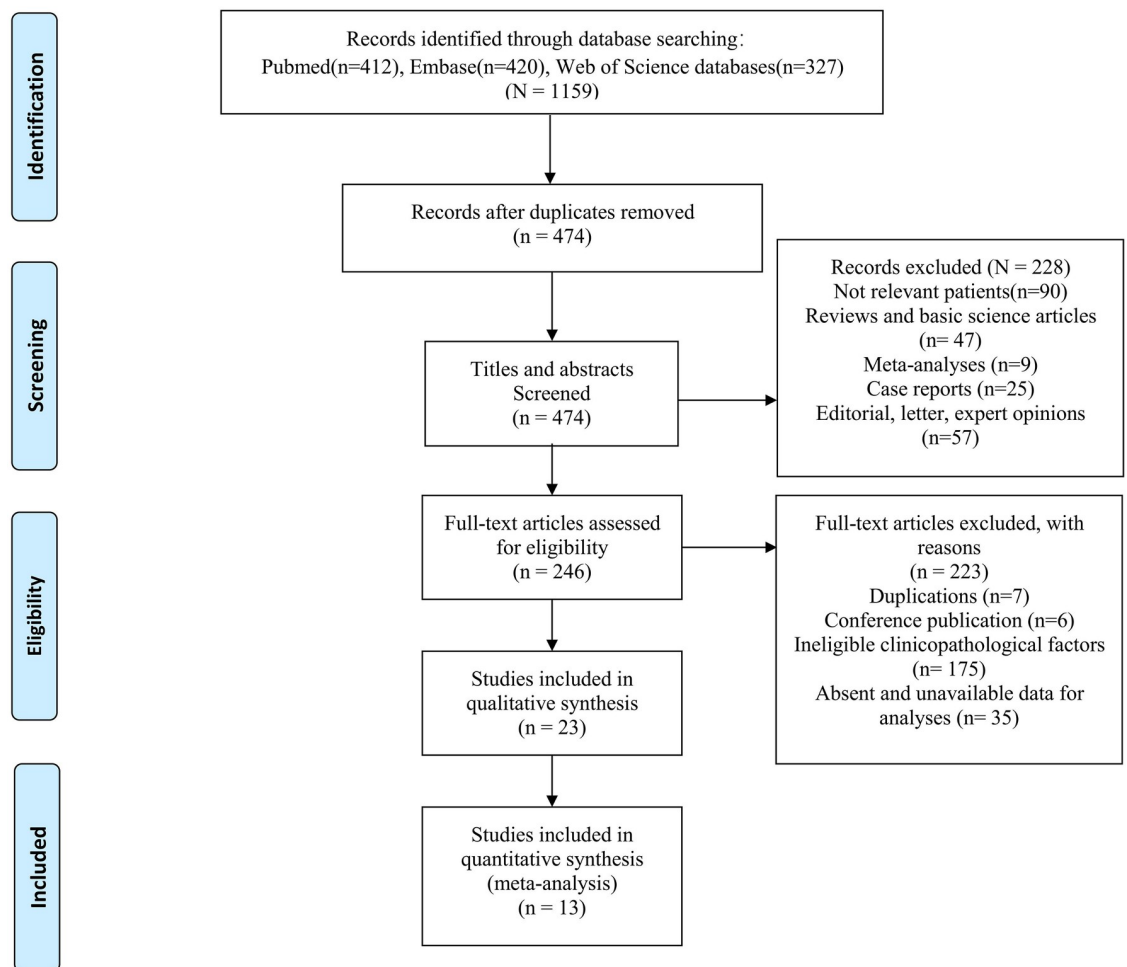 Identification
Records identified through database searching:
Pubmed(n=412), Embase(n=420), Web of Science databases(n=327)
(N = 1159)
Records after duplicates removed
(n = 474)
Screening
Records excluded (N = 228)
Not relevant patients(n=90)
Reviews and basic science articles
(n= 47)
Meta-analyses (n=9)
Case reports (n=25)
Editorial, letter, expert opinions
(n=57)
Titles and abstracts
Screened
(n = 474)
Eligibility
Full-text articles assessed
for eligibility
(n = 246)
Full-text articles excluded, with
reasons
(n = 223)
Duplications (n=7)
Conference publication (n=6)
Ineligible clinicopathological factors
(n= 175)
Absent and unavailable data for
analyses (n= 35)
Studies included in
qualitative synthesis
(n = 23)
Included
Studies included in
quantitative synthesis
(meta-analysis)
(n = 13)